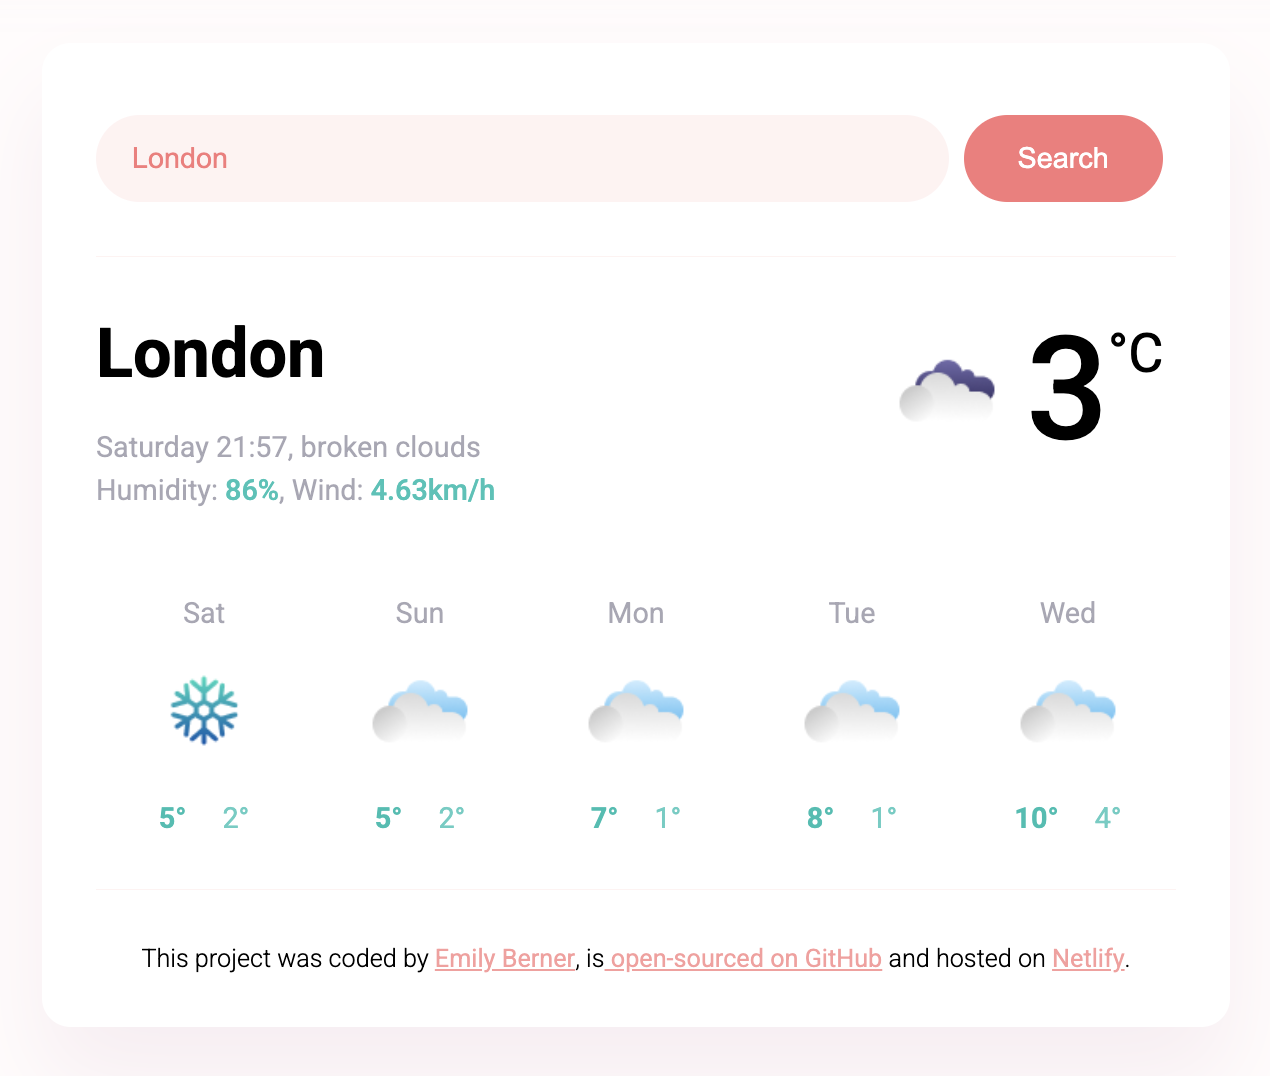 London
Search
London
3°C
Saturday 21:57, broken clouds
Humidity: 86%, Wind: 4.63km/h
Sat Sun Mon Tue Wed
5° 2° 5° 2° 7° 1° 8° 1° 10° 4°
This project was coded by Emily Berner, is open-sourced on GitHub and hosted on Netlify.